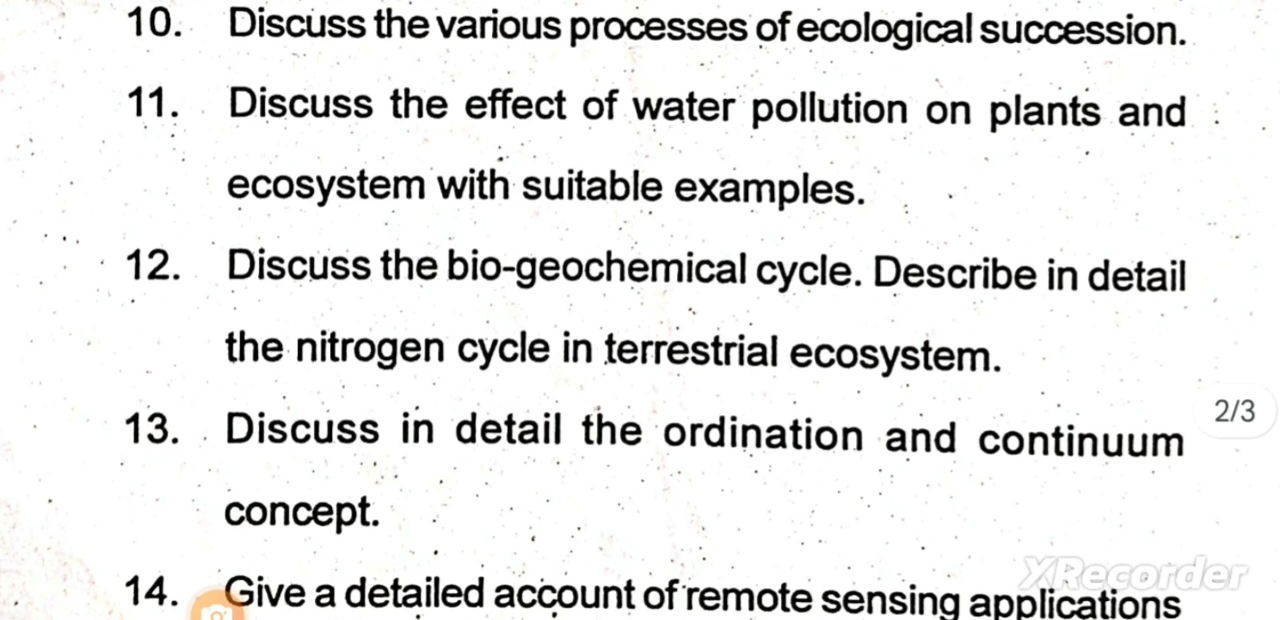 10. Discuss the various processes of ecological succession.
11. Discuss the effect of water pollution on plants and
ecosystem with suitable examples.
12. Discuss the bio-geochemical cycle. Describe in detail
the nitrogen cycle in terrestrial ecosystem.
2/3
13. Discuss in detail the ordination and continuum
concept.
XRecorder
14. Give a detailed account of remote sensing applications